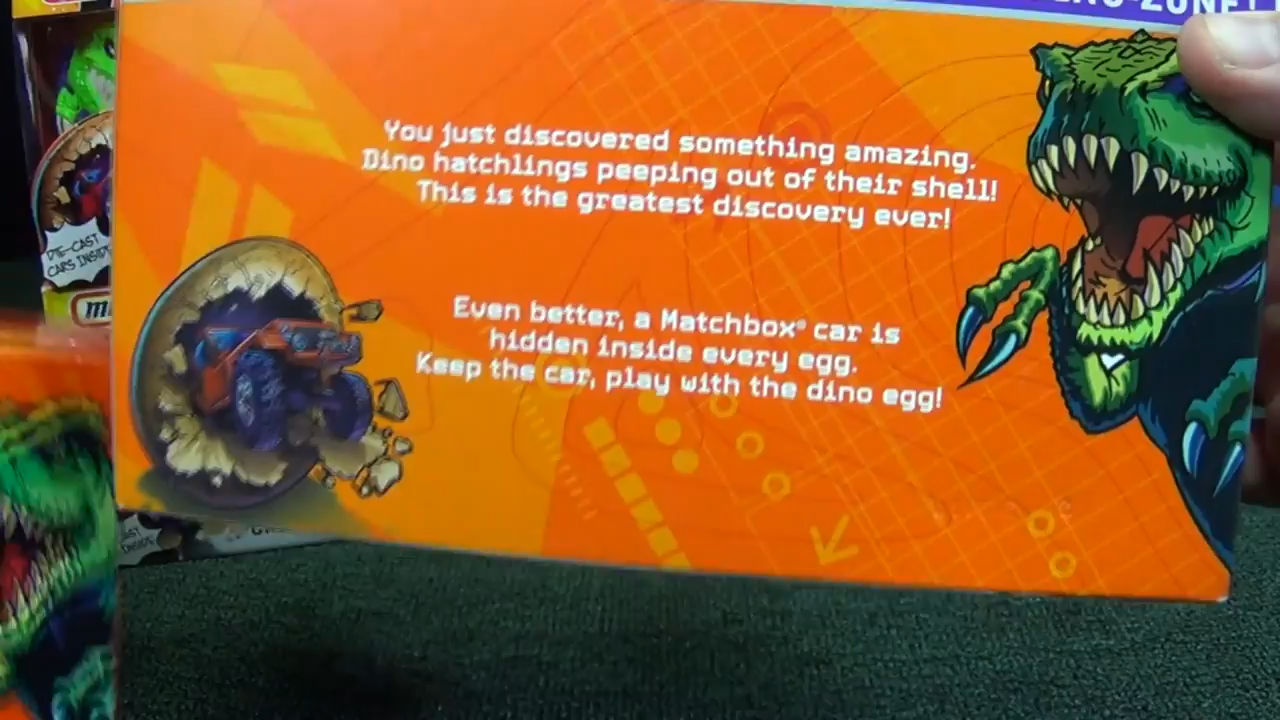 You just discovered something amazing.
Dino hatchlings peeping out of their shell!
This is the greatest discovery ever!
Even better, a Matchbox® car is
hidden inside every egg.
Keep the car, play with the dino egg!
DIE-CAST
CARS INSIDE